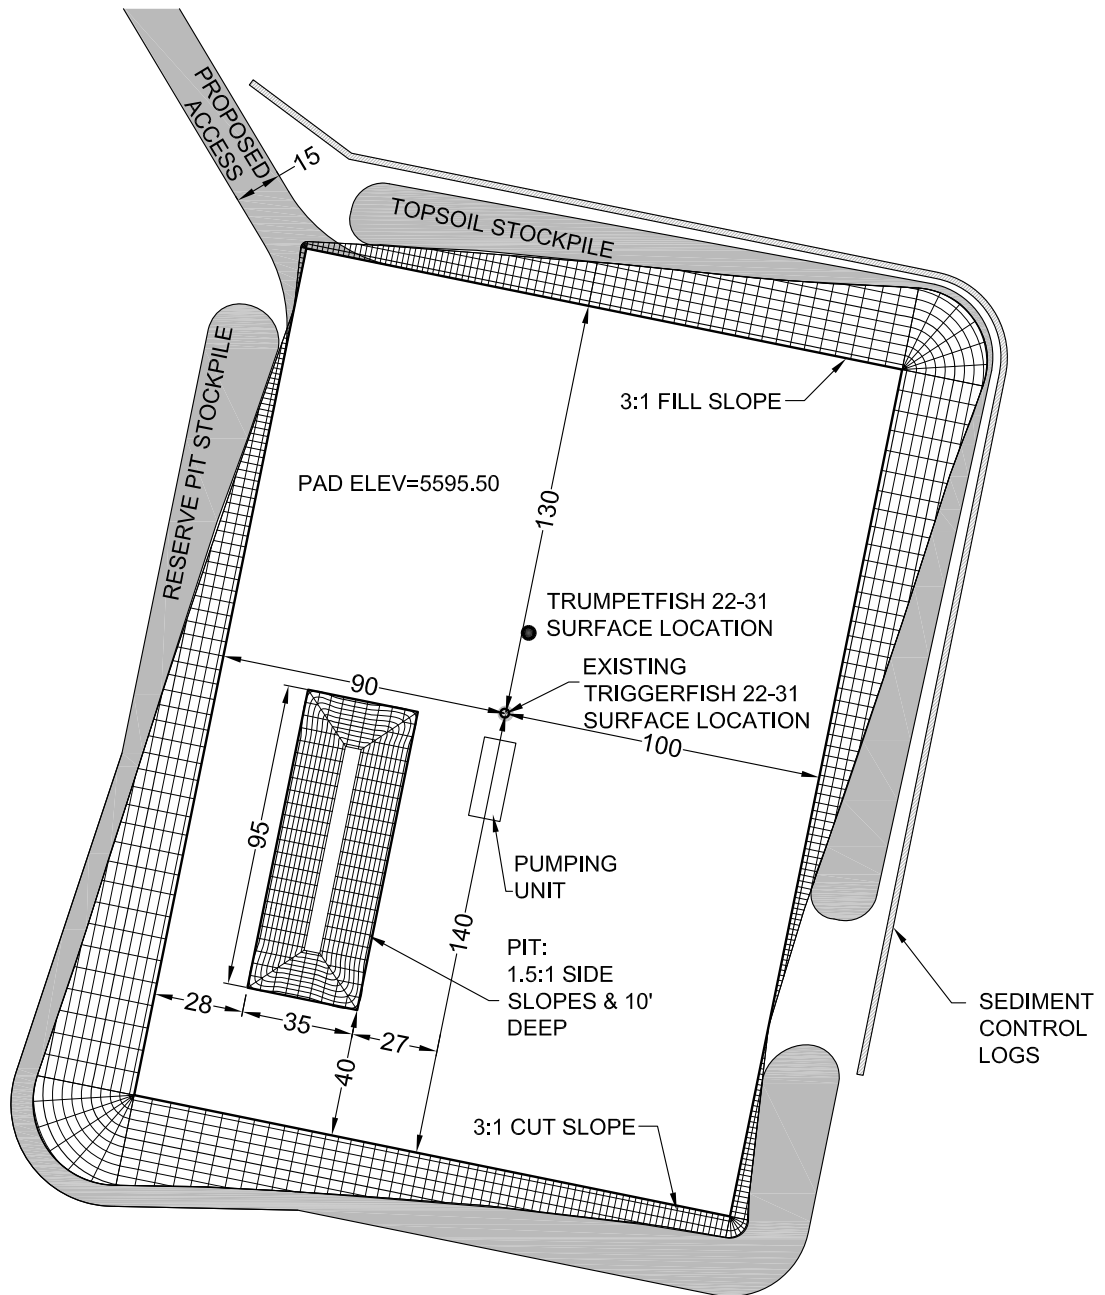 PROPOSED
ACCESS
15
TOPSOIL STOCKPILE
RESERVE PIT STOCKPILE
3:1 FILL SLOPE
PAD ELEV=5595.50
130
TRUMPETFISH 22-31
SURFACE LOCATION
EXISTING
TRIGGERFISH 22-31
SURFACE LOCATION
90
100
95
PUMPING
UNIT
140
PIT:
1.5:1 SIDE
SLOPES & 10'
DEEP
28
35
27
40
SEDIMENT
CONTROL
LOGS
3:1 CUT SLOPE